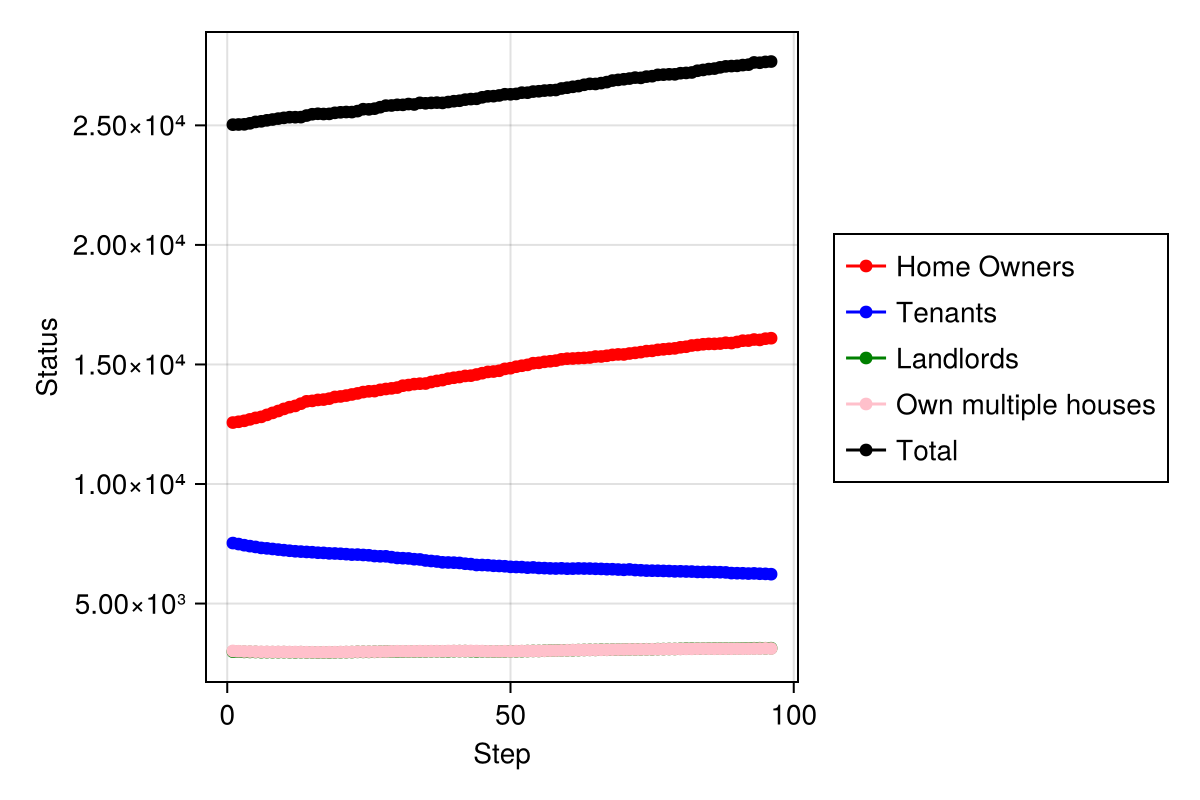 2.50×10⁴
2.00×10⁴
1.50×10⁴
1.00×10⁴
5.00×10³
Status
0
50
100
Step
Home Owners
Tenants
Landlords
Own multiple houses
Total